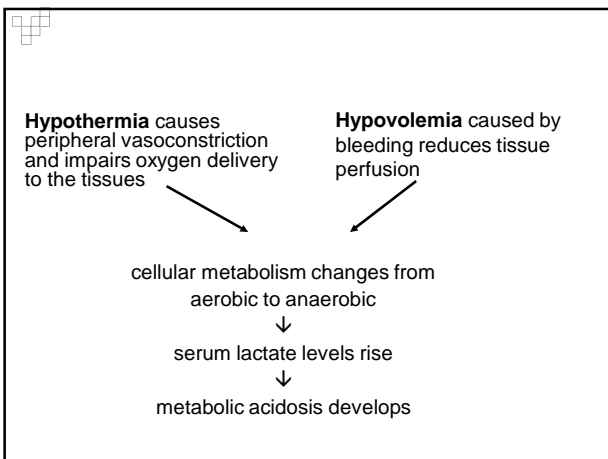 Hypothermia causes
peripheral vasoconstriction
and impairs oxygen delivery
to the tissues
Hypovolemia caused by
bleeding reduces tissue
perfusion
cellular metabolism changes from
aerobic to anaerobic
↓
serum lactate levels rise
↓
metabolic acidosis develops